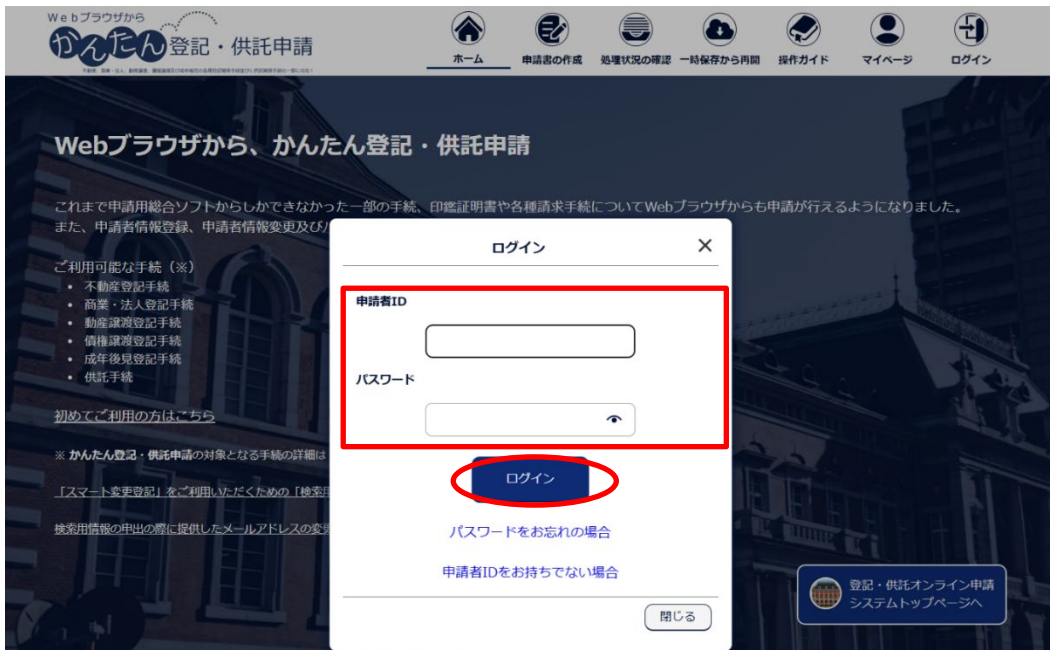 Webブラウザから
かんたん登記・供託申請
ホーム
申請書の作成
処理状況の確認
一時保存から再開
操作ガイド
マイページ
ログイン
Webブラウザから、かんたん登記・供託申請
これまで申請用総合ソフトからしかできなかった一部の手続、印鑑証明書や各種請求手続についてWebブラウザからも申請が行えるようになりました。
また、申請者情報登録、申請者情報変更及び
ご利用可能な手続（※）
• 不動産登記手続
• 商業・法人登記手続
• 動産譲渡登記手続
• 債権譲渡登記手続
• 成年後見登記手続
• 供託手続
初めてご利用の方はこちら
※ かんたん登記・供託申請の対象となる手続の詳細は
「スマート変更登記」をご利用いただくための「検索用
検索用情報の申出の際に提供したメールアドレスの変更
ログイン
×
申請者ID
パスワード
ログイン
パスワードをお忘れの場合
申請者IDをお持ちでない場合
閉じる
登記・供託オンライン申請
システムトップページへ